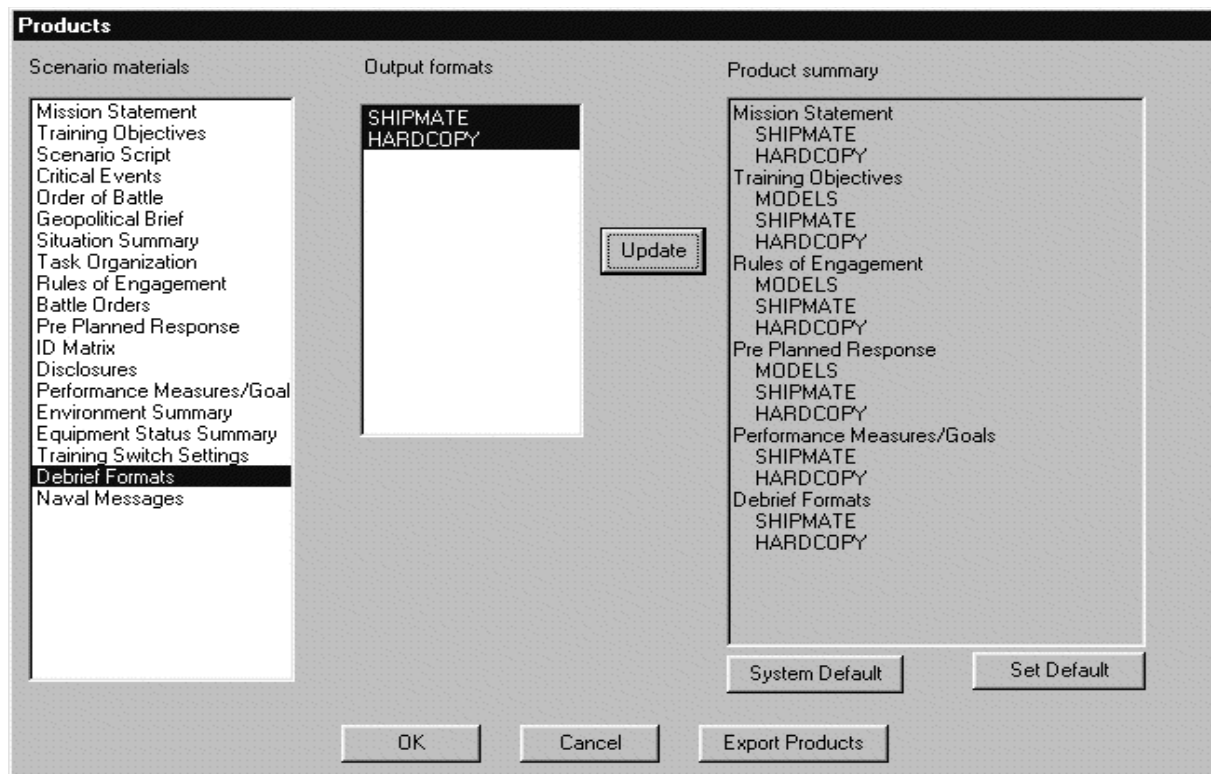 Products
Scenario materials
Mission Statement
Training Objectives
Scenario Script
Critical Events
Order of Battle
Geopolitical Brief
Situation Summary
Task Organization
Rules of Engagement
Battle Orders
Pre Planned Response
ID Matrix
Disclosures
Performance Measures/Goal
Environment Summary
Equipment Status Summary
Training Switch Settings
Debrief Formats
Naval Messages
Output formats
SHIPMATE
HARDCOPY
Update
Product summary
Mission Statement
SHIPMATE
HARDCOPY
Training Objectives
MODELS
SHIPMATE
HARDCOPY
Rules of Engagement
MODELS
SHIPMATE
HARDCOPY
Pre Planned Response
MODELS
SHIPMATE
HARDCOPY
Performance Measures/Goals
SHIPMATE
HARDCOPY
Debrief Formats
SHIPMATE
HARDCOPY
System Default
Set Default
OK
Cancel
Export Products